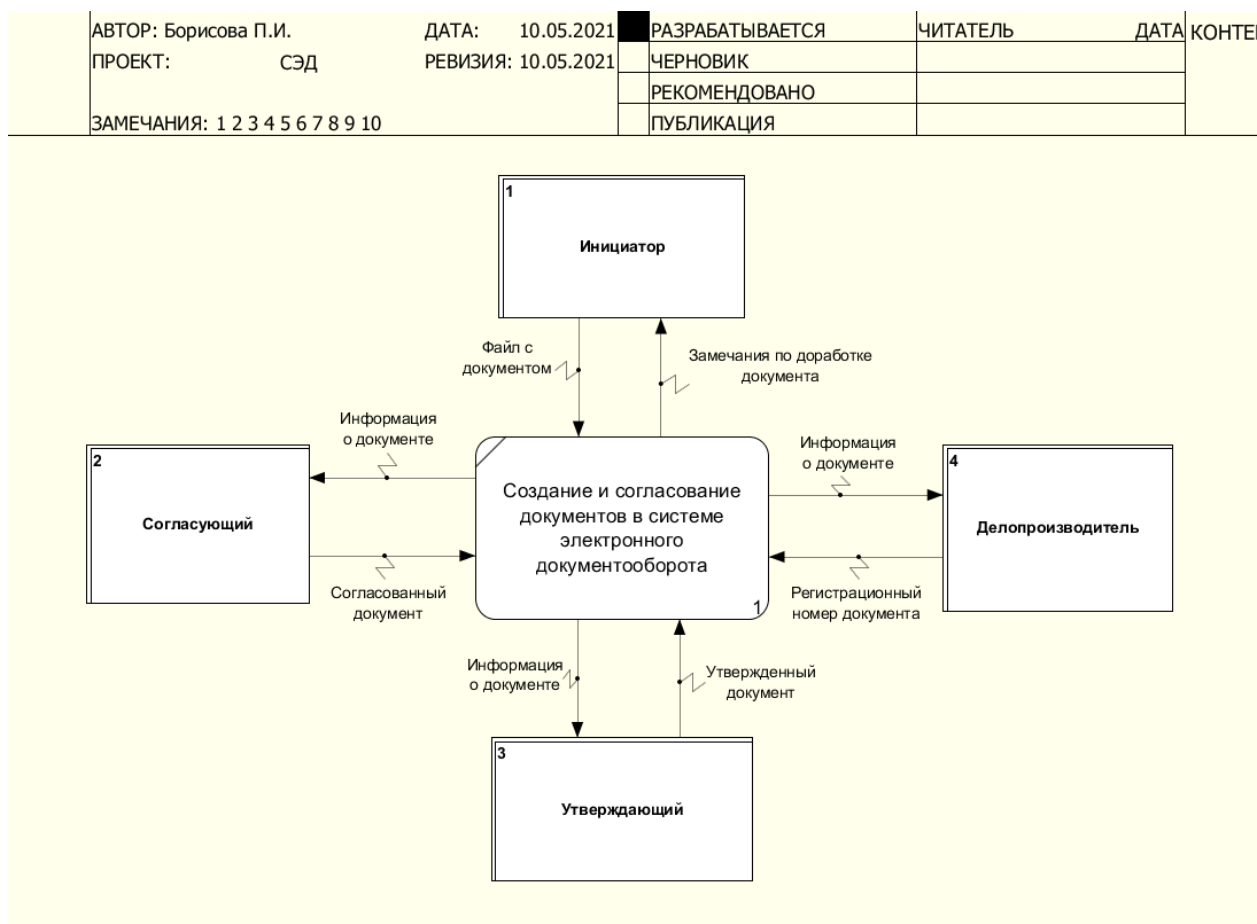 АВТОР: Борисова П.И.
ДАТА: 10.05.2021
РАЗРАБАТЫВАЕТСЯ
ЧИТАТЕЛЬ
ДАТА
КОНТЕ
ПРОЕКТ: СЭД
РЕВИЗИЯ: 10.05.2021
ЧЕРНОВИК
РЕКОМЕНДОВАНО
ЗАМЕЧАНИЯ: 1 2 3 4 5 6 7 8 9 10
ПУБЛИКАЦИЯ
1
Инициатор
Файл с
документом
Замечания по доработке
документа
Информация
о документе
Информация
о документе
2
Согласующий
Создание и согласование
документов в системе
электронного
документооборота
1
4
Делопроизводитель
Согласованный
документ
Регистрационный
номер документа
Информация
о документе
Утвержденный
документ
3
Утверждающий